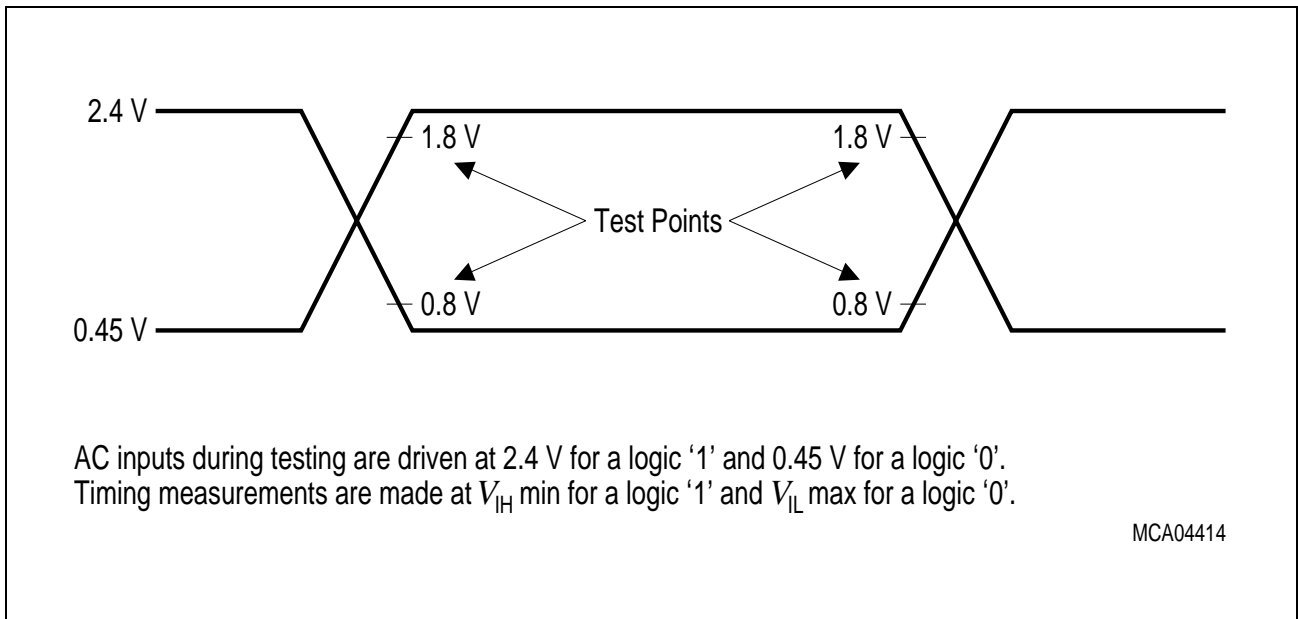 2.4 V
1.8 V
1.8 V
Test Points
0.8 V
0.8 V
0.45 V
AC inputs during testing are driven at 2.4 V for a logic ‘1’ and 0.45 V for a logic ‘0’.
Timing measurements are made at VIH min for a logic ‘1’ and VIL max for a logic ‘0’.
MCA04414